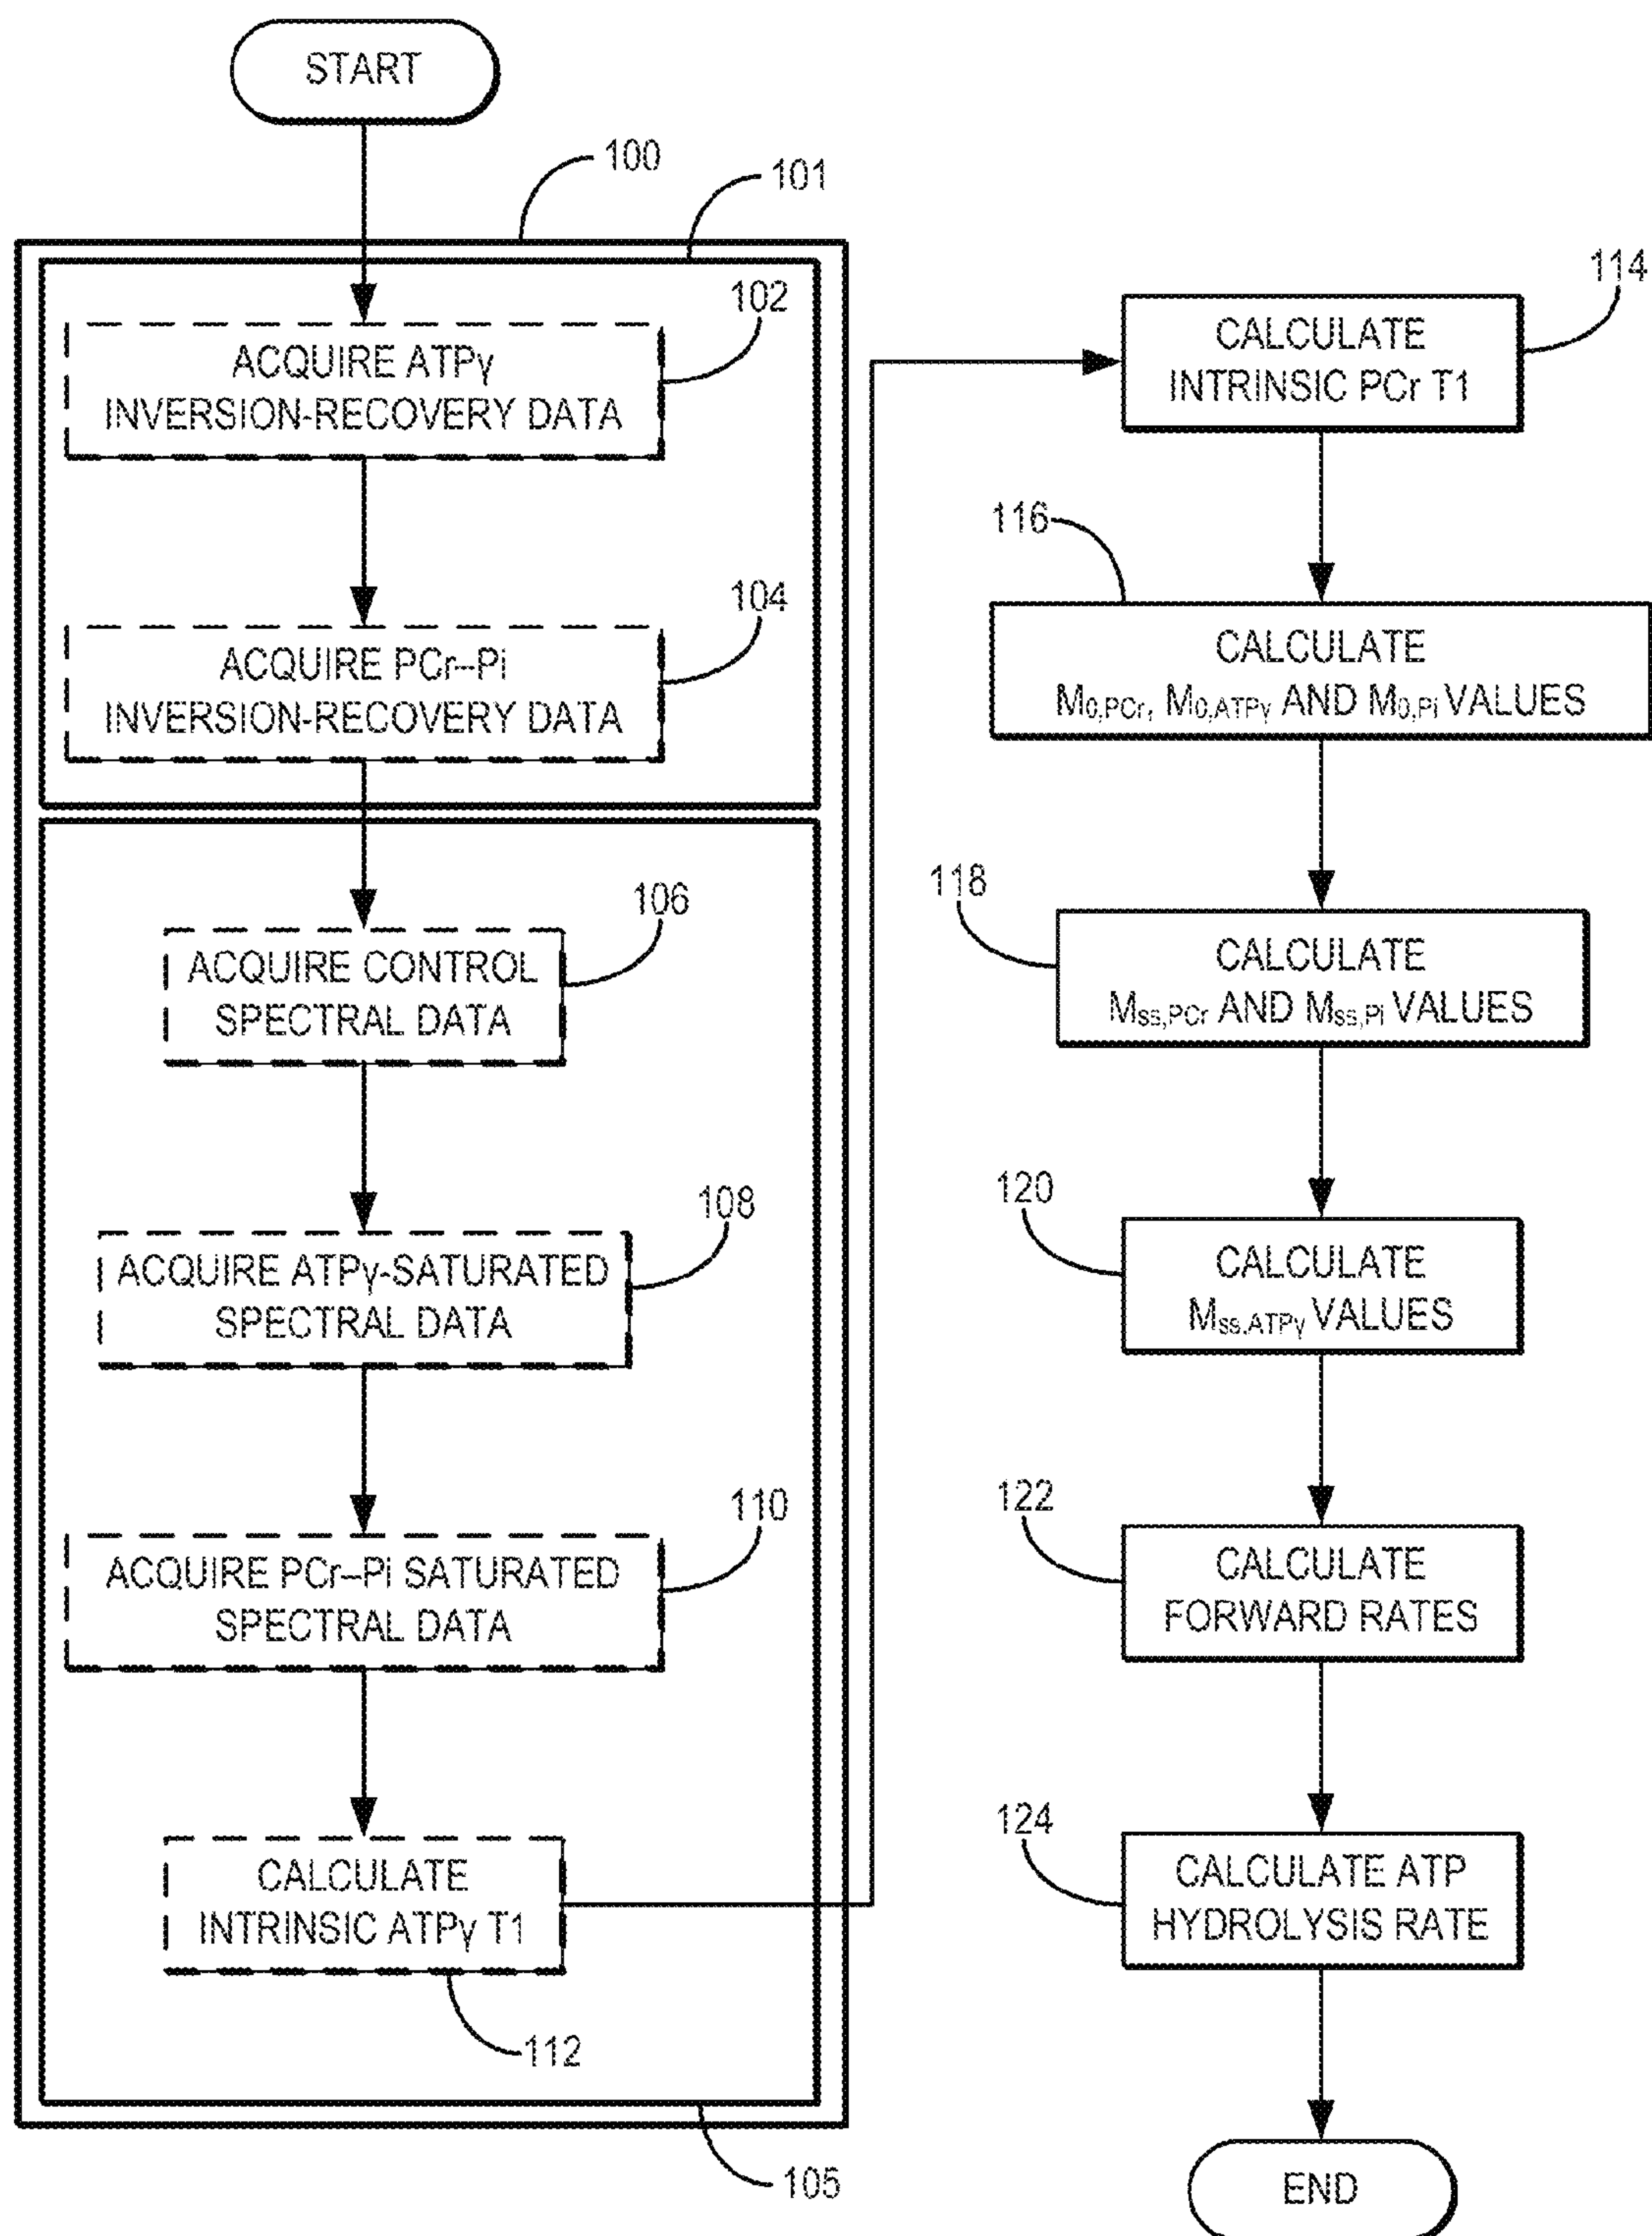 START
100
101
102
ACQUIRE ATPγ
INVERSION-RECOVERY DATA
104
ACQUIRE PCr–Pi
INVERSION-RECOVERY DATA
106
ACQUIRE CONTROL
SPECTRAL DATA
108
ACQUIRE ATPγ-SATURATED
SPECTRAL DATA
110
ACQUIRE PCr–Pi SATURATED
SPECTRAL DATA
CALCULATE
INTRINSIC ATPγ T1
112
105
114
CALCULATE
INTRINSIC PCr T1
116
CALCULATE
M0,PCr, M0,ATPγ AND M0,Pi VALUES
118
CALCULATE
Mss,PCr AND Mss,Pi VALUES
120
CALCULATE
Mss,ATPγ VALUES
122
CALCULATE
FORWARD RATES
124
CALCULATE ATP
HYDROLYSIS RATE
END